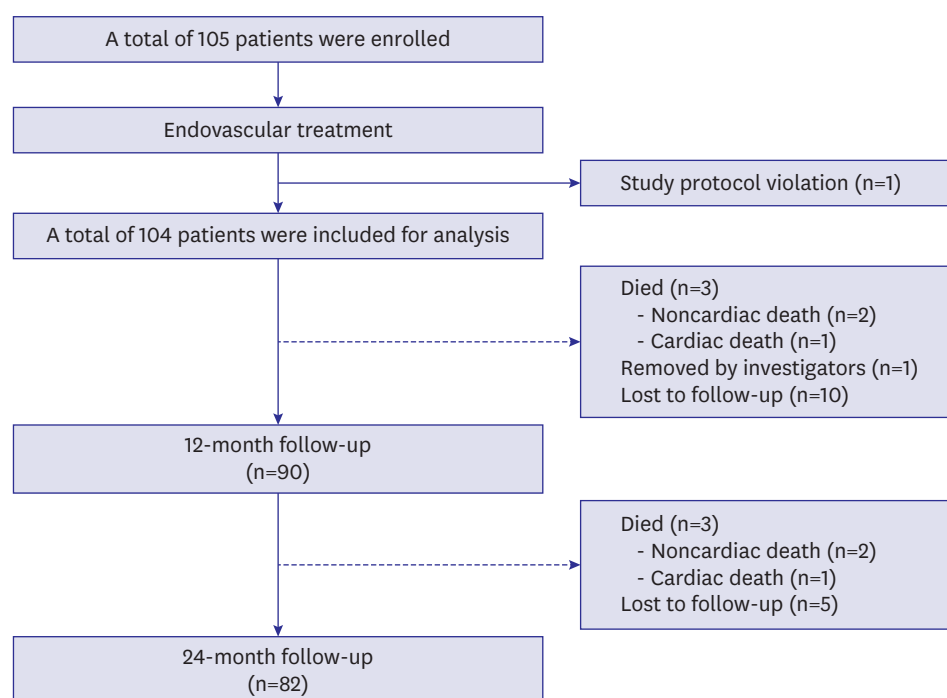 A total of 105 patients were enrolled
Endovascular treatment
Study protocol violation (n=1)
A total of 104 patients were included for analysis
Died (n=3)
- Noncardiac death (n=2)
- Cardiac death (n=1)
Removed by investigators (n=1)
Lost to follow-up (n=10)
12-month follow-up
(n=90)
Died (n=3)
- Noncardiac death (n=2)
- Cardiac death (n=1)
Lost to follow-up (n=5)
24-month follow-up
(n=82)